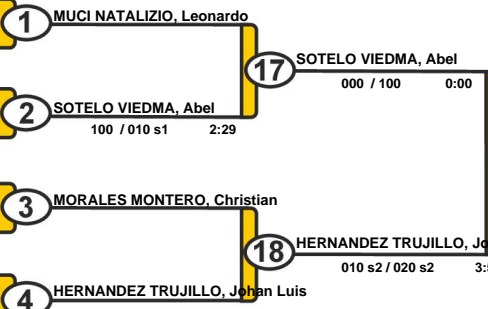 1 MUCI NATALIZIO, Leonardo
17 SOTELO VIEDMA, Abel
000 / 100 0:00
2 SOTELO VIEDMA, Abel
100 / 010 s1 2:29
3 MORALES MONTERO, Christian
18 HERNANDEZ TRUJILLO,
010 s2 / 020 s2
4 HERNANDEZ TRUJILLO, Johan Luis